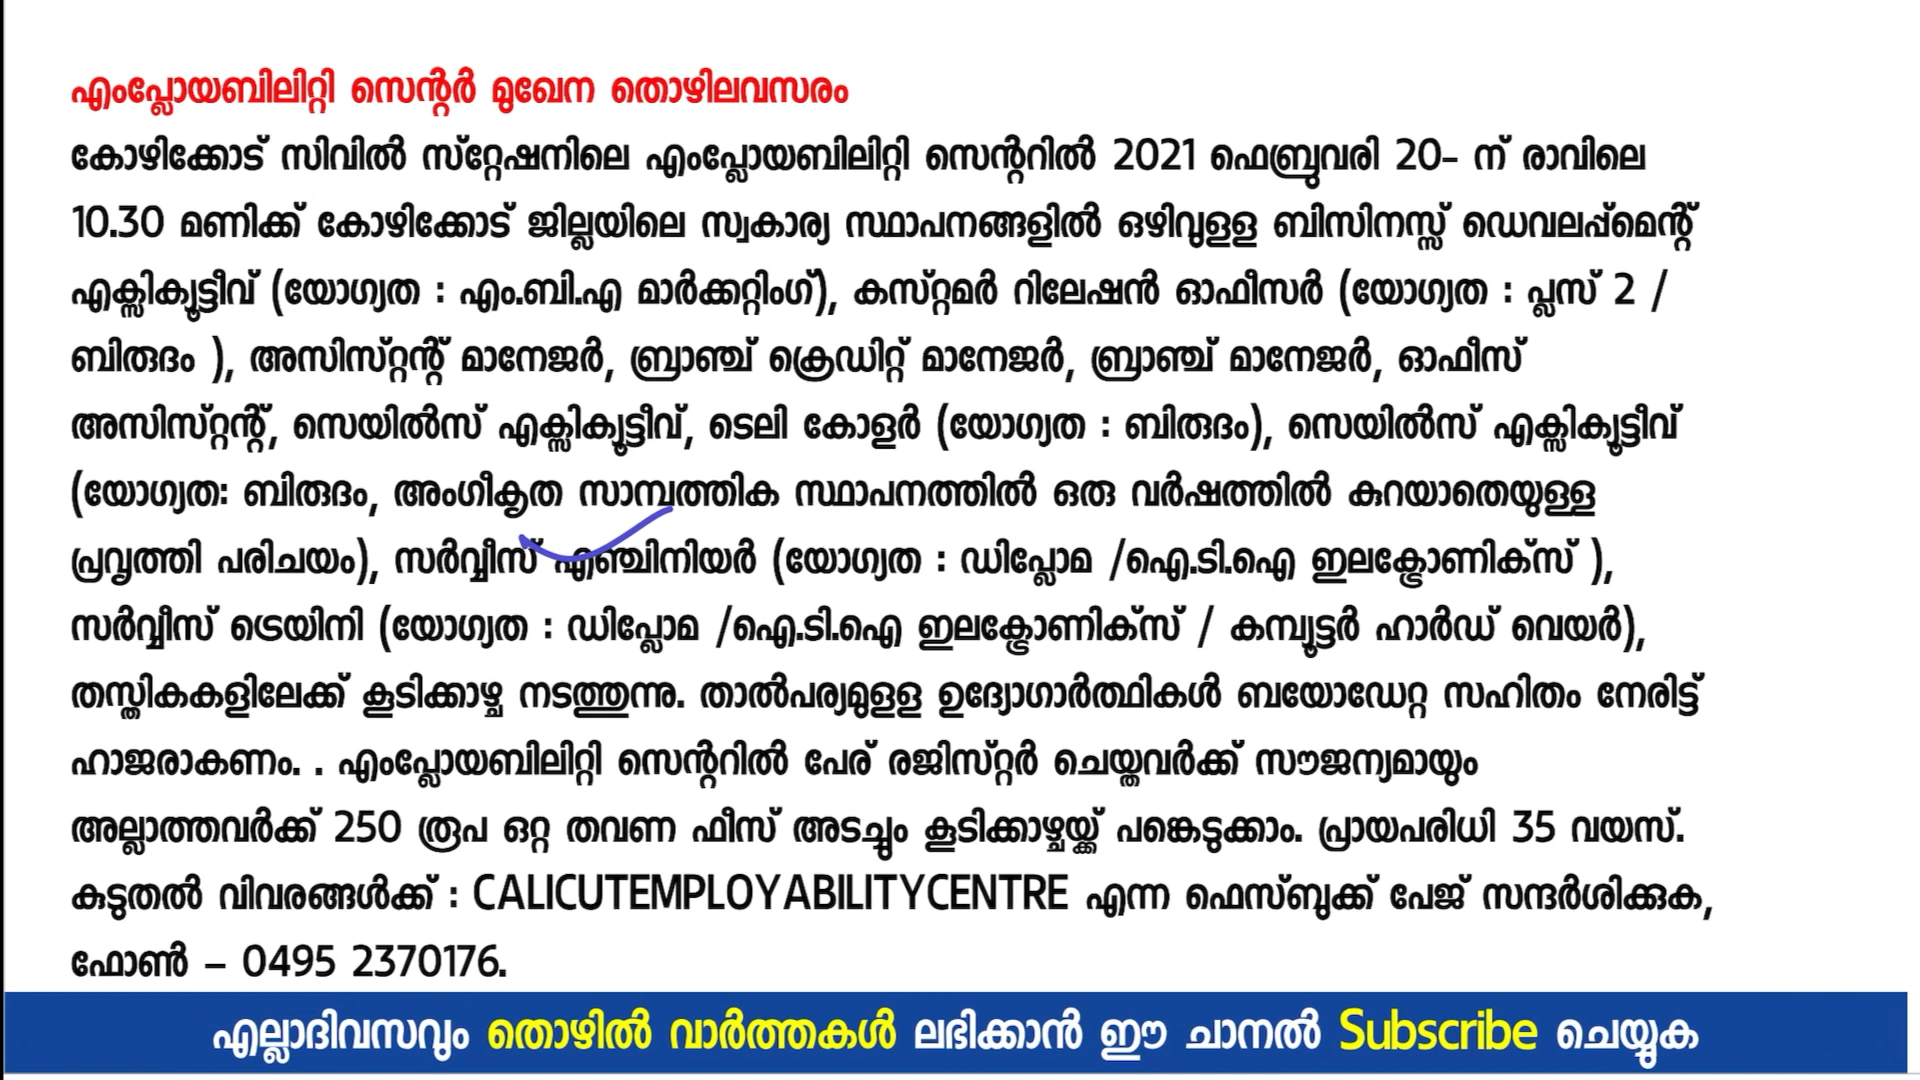 എംപ്ലോയബിലിറ്റി സെന്റർ മുഖേന തൊഴിലവസരം
കോഴിക്കോട് സിവിൽ സ്‌റ്റേഷനിലെ എംപ്ലോയബിലിറ്റി സെന്ററിൽ 2021 ഫെബ്രുവരി 20- ന് രാവിലെ
10.30 മണിക്ക് കോഴിക്കോട് ജില്ലയിലെ സ്വകാര്യ സ്ഥാപനങ്ങളിൽ ഒഴിവുളള ബിസിനസ്സ് ഡെവലപ്പ്മെന്റ്
എക്സിക്യൂട്ടീവ് (യോഗ്യത : എം.ബി.എ മാർക്കറ്റിംഗ്), കസ്‌റ്റമർ റിലേഷൻ ഓഫീസർ (യോഗ്യത : പ്ലസ് 2 /
ബിരുദം ), അസിസ്‌റ്റന്റ് മാനേജർ, ബ്രാഞ്ച് ക്രെഡിറ്റ് മാനേജർ, ബ്രാഞ്ച് മാനേജർ, ഓഫീസ്
അസിസ്‌റ്റന്റ്, സെയിൽസ് എക്സിക്യൂട്ടീവ്, ടെലി കോളർ (യോഗ്യത : ബിരുദം), സെയിൽസ് എക്സിക്യൂട്ടീവ്
(യോഗ്യത: ബിരുദം, അംഗീകൃത സാമ്പത്തിക സ്ഥാപനത്തിൽ ഒരു വർഷത്തിൽ കുറയാതെയുള്ള
പ്രവൃത്തി പരിചയം), സർവ്വീസ് എഞ്ചിനിയർ (യോഗ്യത : ഡിപ്ലോമ /ഐ.ടി.ഐ ഇലക്ട്രോണിക്സ് ),
സർവ്വീസ് ട്രെയിനി (യോഗ്യത : ഡിപ്ലോമ /ഐ.ടി.ഐ ഇലക്ട്രോണിക്സ് / കമ്പ്യൂട്ടർ ഹാർഡ് വെയർ),
തസ്തികകളിലേക്ക് കൂടിക്കാഴ്ച നടത്തുന്നു. താൽപര്യമുളള ഉദ്യോഗാർത്ഥികൾ ബയോഡേറ്റ സഹിതം നേരിട്ട്
ഹാജരാകണം. . എംപ്ലോയബിലിറ്റി സെന്ററിൽ പേര് രജിസ്‌റ്റർ ചെയ്തവർക്ക് സൗജന്യമായും
അല്ലാത്തവർക്ക് 250 രൂപ ഒറ്റ തവണ ഫീസ് അടച്ചും കൂടിക്കാഴ്ചയ്ക്ക് പങ്കെടുക്കാം. പ്രായപരിധി 35 വയസ്.
കുടുതൽ വിവരങ്ങൾക്ക് : CALICUTEMPLOYABILITYCENTRE എന്ന ഫെസ്ബുക്ക് പേജ് സന്ദർശിക്കുക,
ഫോൺ – 0495 2370176.
എല്ലാദിവസവും തൊഴിൽ വാർത്തകൾ ലഭിക്കാൻ ഈ ചാനൽ Subscribe ചെയ്യുക